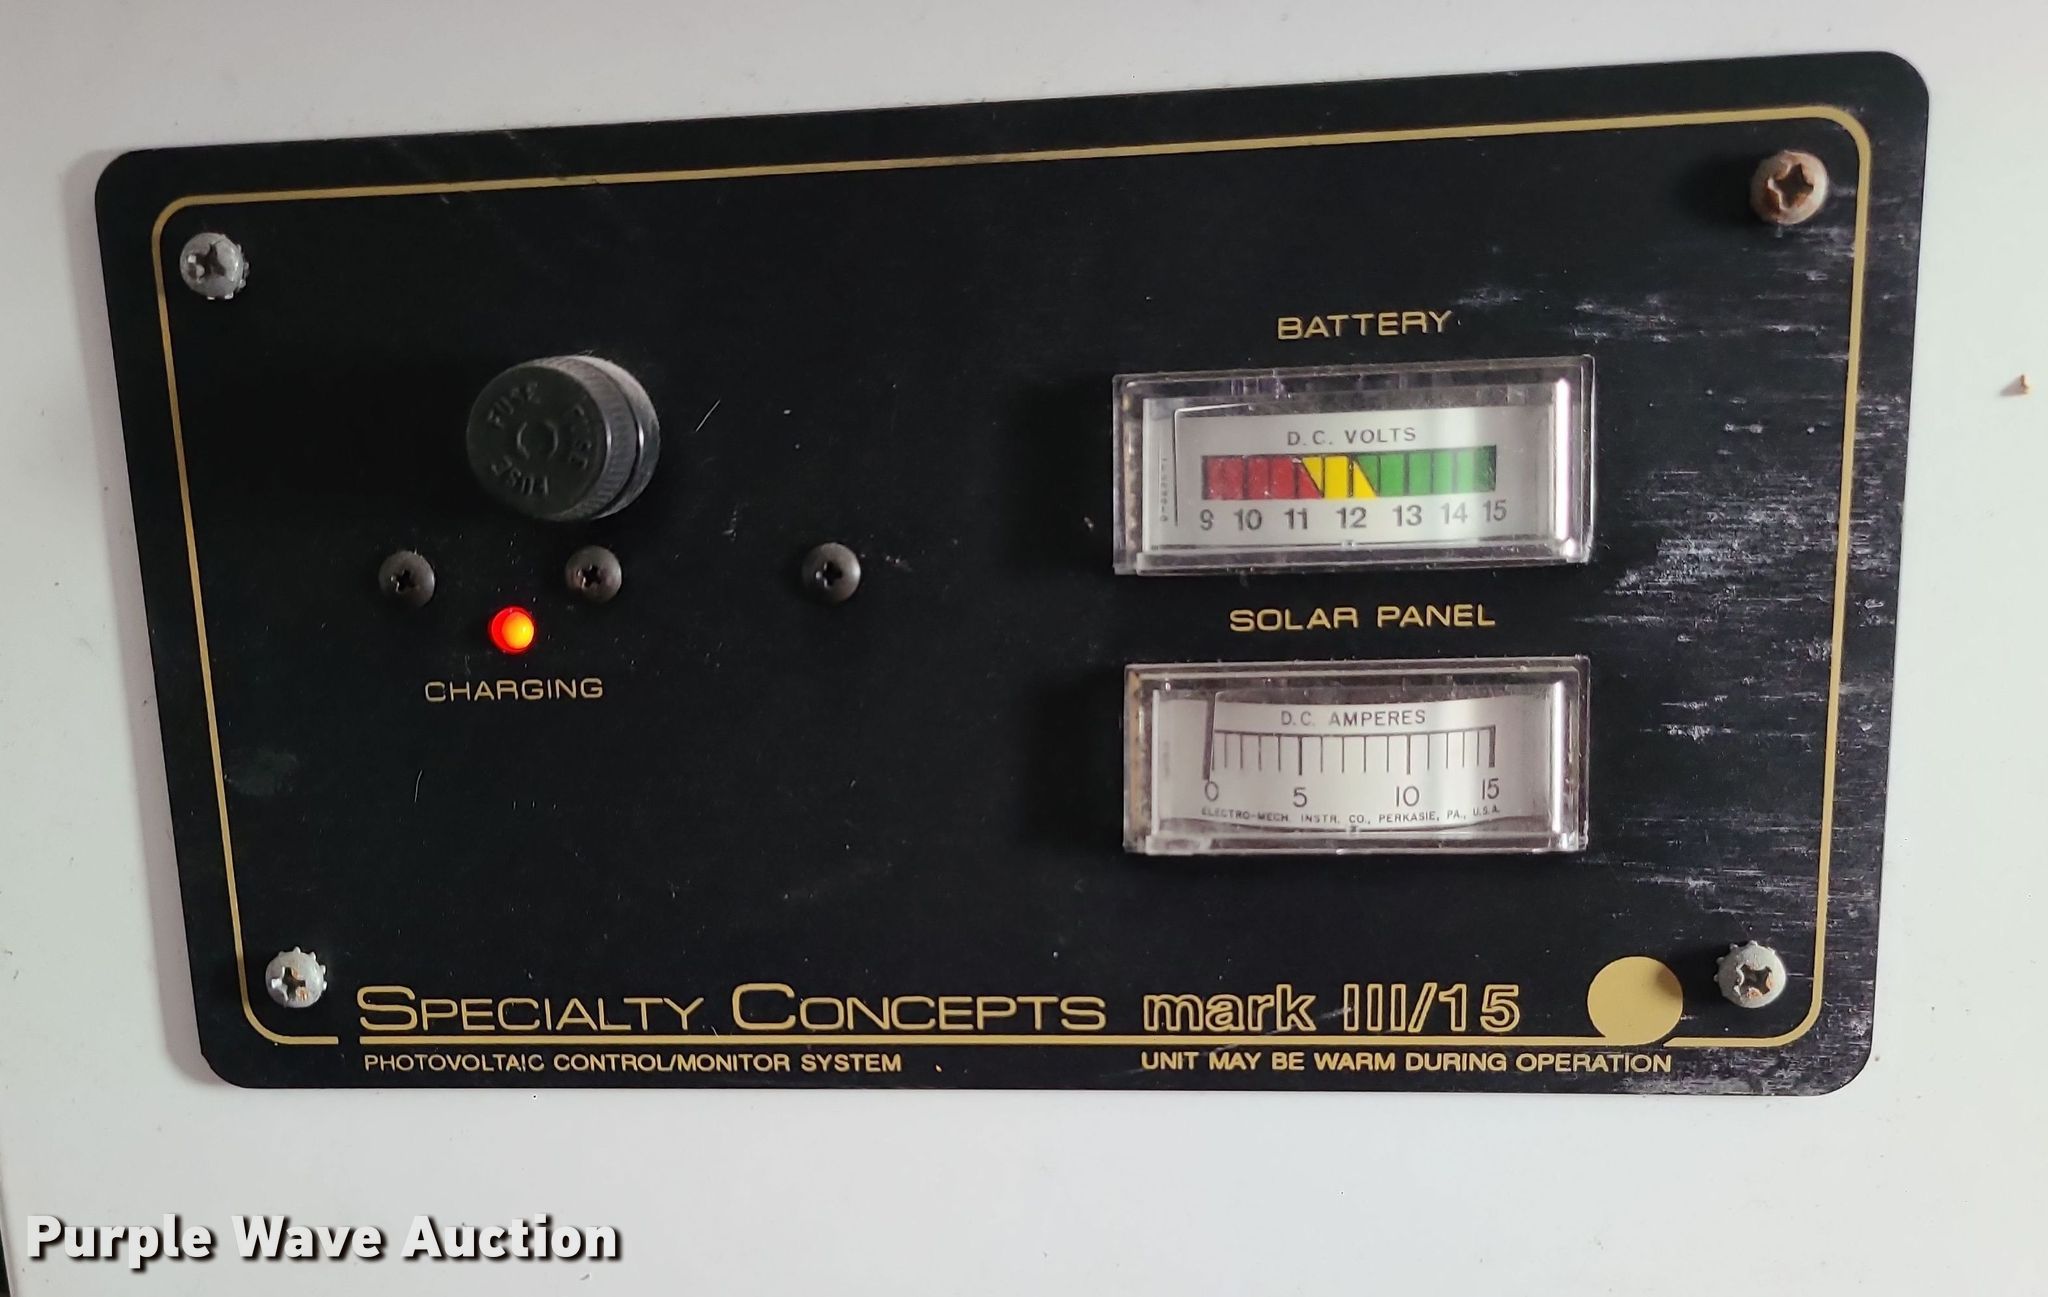 FUSE FUSE FUSE
BATTERY
D.C. VOLTS
9 10 11 12 13 14 15
SOLAR PANEL
CHARGING
D.C. AMPERES
0 5 10 15
ELECTRO-MECH. INSTR. CO., PERKASIE, PA., U.S.A.
SPECIALTY CONCEPTS mark III/15
PHOTOVOLTAIC CONTROL/MONITOR SYSTEM
UNIT MAY BE WARM DURING OPERATION
Purple Wave Auction